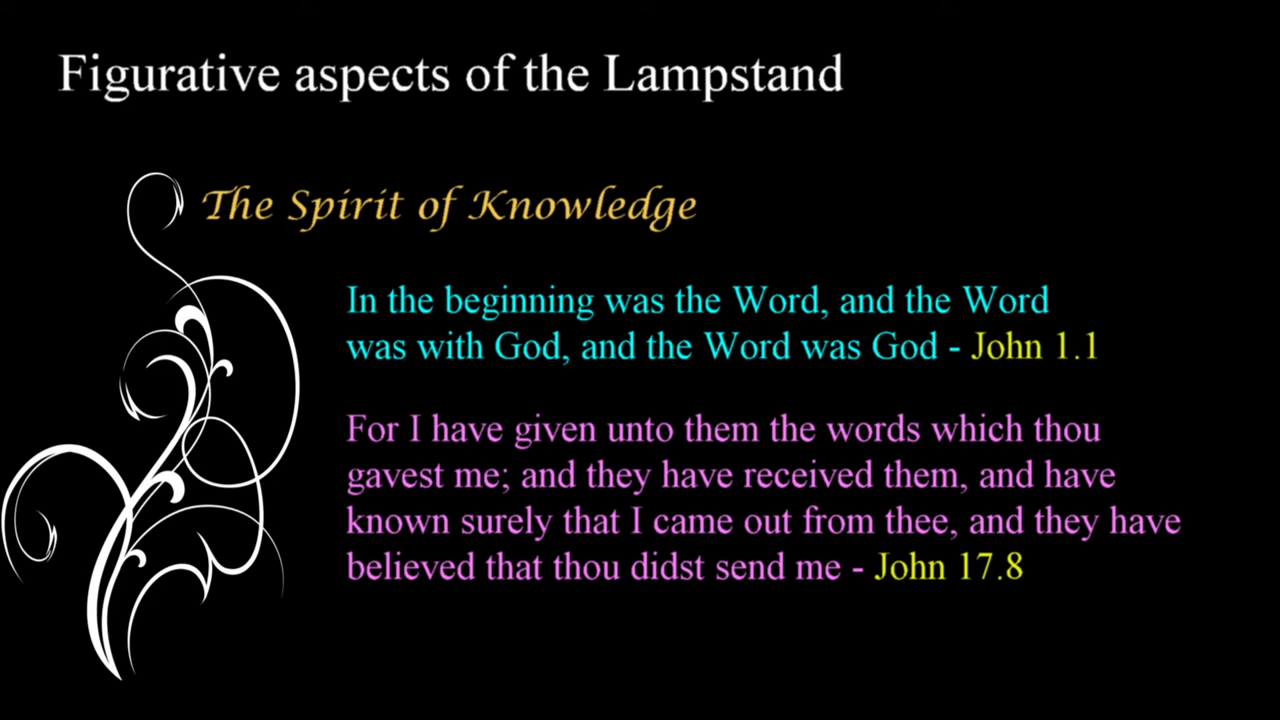 Figurative aspects of the Lampstand
The Spirit of Knowledge
In the beginning was the Word, and the Word
was with God, and the Word was God - John 1.1
For I have given unto them the words which thou
gavest me; and they have received them, and have
known surely that I came out from thee, and they have
believed that thou didst send me - John 17.8